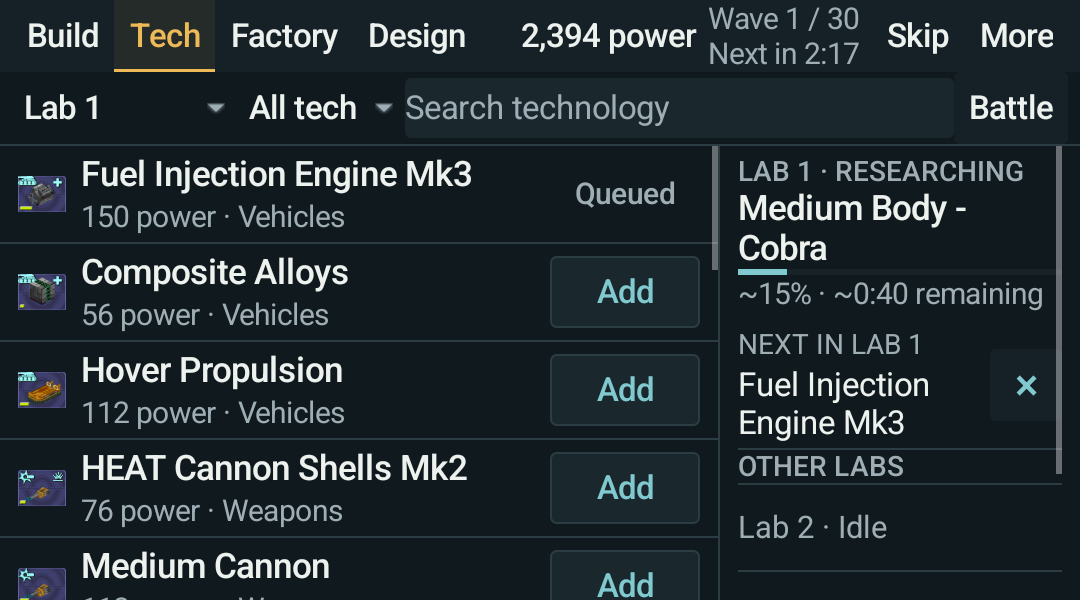 Build Tech Factory Design 2,394 power Wave 1 / 30 Skip More
Next in 2:17
Lab 1 All tech Search technology Battle
Fuel Injection Engine Mk3
150 power · Vehicles
Queued
Composite Alloys
56 power · Vehicles
Add
Hover Propulsion
112 power · Vehicles
Add
HEAT Cannon Shells Mk2
76 power · Weapons
Add
Medium Cannon
Add
LAB 1 · RESEARCHING
Medium Body -
Cobra
~15% · ~0:40 remaining
NEXT IN LAB 1
Fuel Injection
Engine Mk3
×
OTHER LABS
Lab 2 · Idle